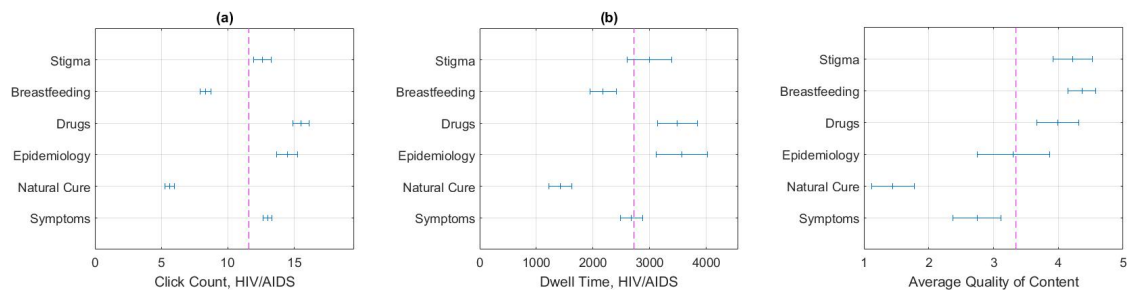 (a)
Stigma
Breastfeeding
Drugs
Epidemiology
Natural Cure
Symptoms
0 5 10 15
Click Count, HIV/AIDS
(b)
Stigma
Breastfeeding
Drugs
Epidemiology
Natural Cure
Symptoms
0 1000 2000 3000 4000
Dwell Time, HIV/AIDS
Stigma
Breastfeeding
Drugs
Epidemiology
Natural Cure
Symptoms
1 2 3 4 5
Average Quality of Content